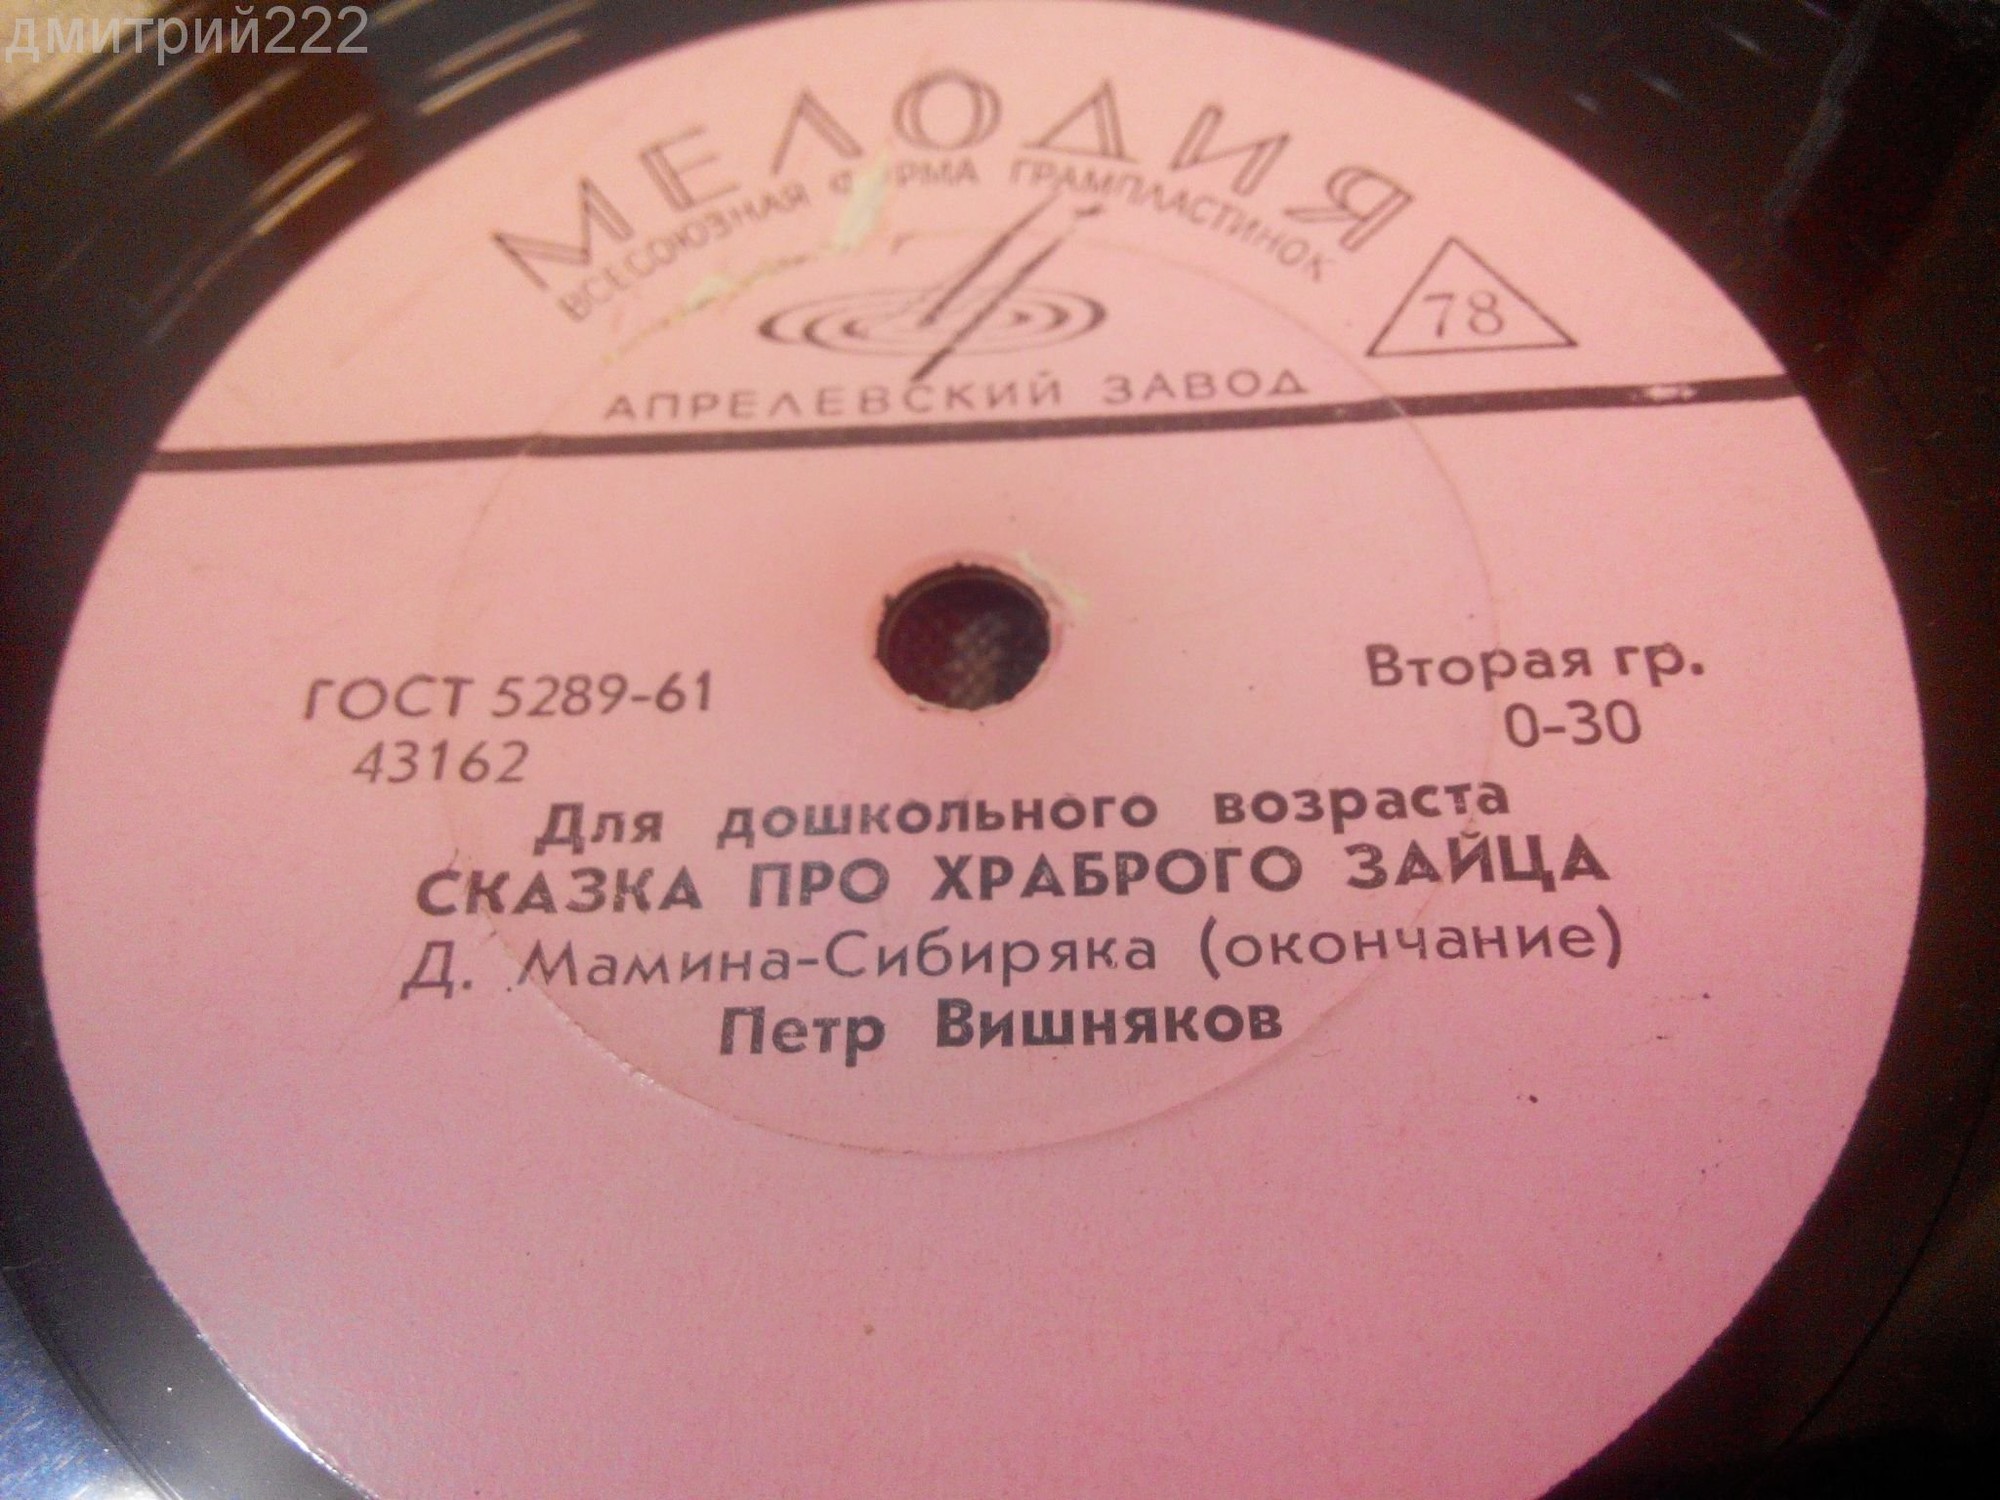 дмитрий222
МЕЛОДИЯ
ВСЕСОЮЗНАЯ ФИРМА ГРАМПЛАСТИНОК
78
АПРЕЛЕВСКИЙ ЗАВОД
ГОСТ 5289-61
43162
Вторая гр.
0-30
Для дошкольного возраста
СКАЗКА ПРО ХРАБРОГО ЗАЙЦА
Д. Мамина-Сибиряка (окончание)
Петр Вишняков